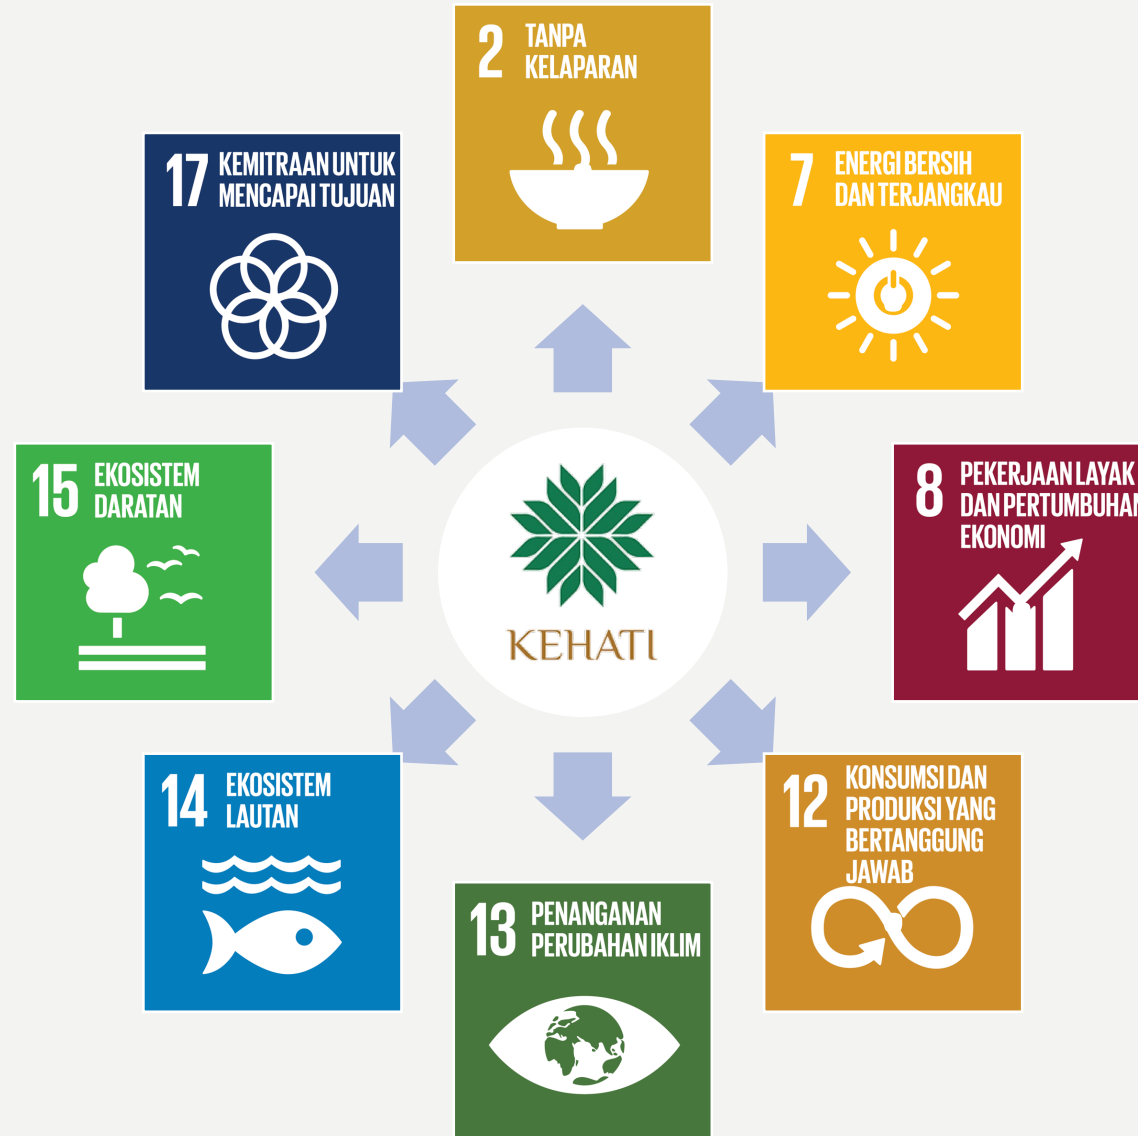 2 TANPA
KELAPARAN
7 ENERGI BERSIH
DAN TERJANGKAU
8 PEKERJAAN LAYAK
DAN PERTUMBUHAN
EKONOMI
12 KONSUMSI DAN
PRODUKSI YANG
BERTANGGUNG
JAWAB
13 PENANGANAN
PERUBAHAN IKLIM
14 EKOSISTEM
LAUTAN
15 EKOSISTEM
DARATAN
17 KEMITRAAN UNTUK
MENCAPAI TUJUAN
KEHATI